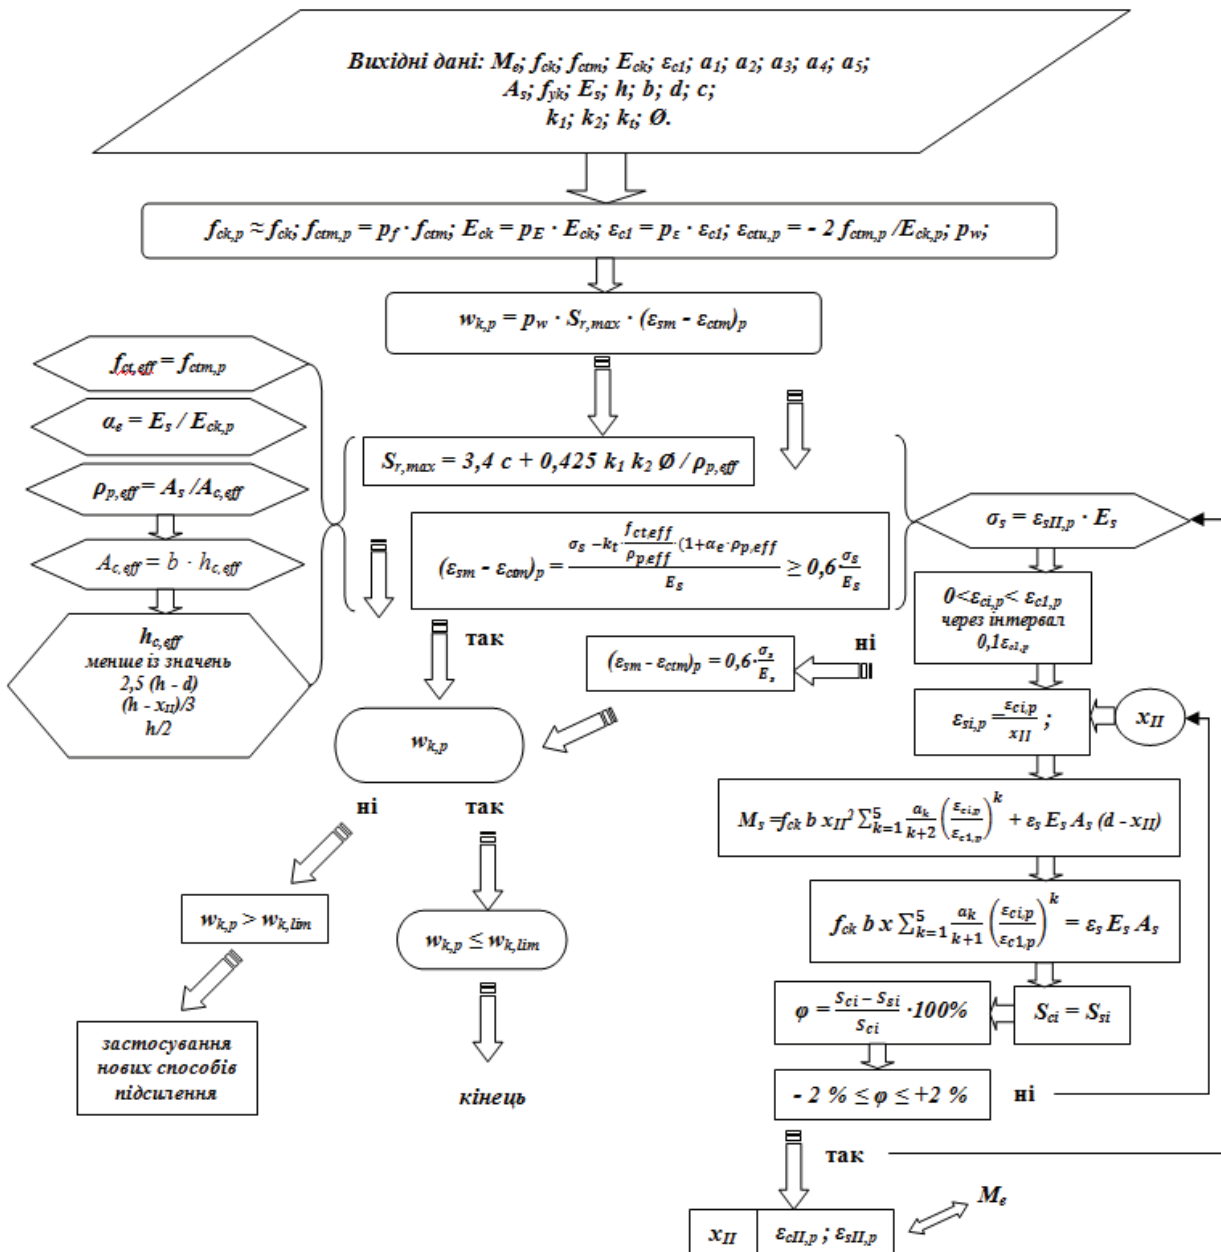 Вихідні дані: Mₑ; f_ck; f_ctm; E_ck; ε_c1; a₁; a₂; a₃; a₄; a₅;
A_s; f_yk; E_s; h; b; d; c;
k₁; k₂; k_t; Ø.
f_ck,p ≈ f_ck; f_ctm,p = p_f · f_ctm; E_ck = p_E · E_ck; ε_c1 = p_ε · ε_c1; ε_ctu,p = - 2 f_ctm,p /E_ck,p; p_w;
w_k,p = p_w · S_r,max · (ε_sm - ε_ctm)_p
f_ct,eff = f_ctm,p
α_e = E_s / E_ck,p
ρ_p,eff = A_s /A_c,eff
A_c,eff = b · h_c,eff
h_c,eff
менше із значень
2,5 (h - d)
(h - x_II)/3
h/2
S_r,max = 3,4 c + 0,425 k₁ k₂ Ø / ρ_p,eff
(ε_sm - ε_ctm)_p = (σ_s - k_t · f_ct,eff/ρ_p,eff · (1+α_e·ρ_p,eff) / E_s ≥ 0,6·σ_s/E_s
так
ні
(ε_sm - ε_ctm)_p = 0,6·σ_s/E_s
w_k,p
ні
так
w_k,p > w_k,lim
w_k,p ≤ w_k,lim
застосування
нових способів
підсилення
кінець
σ_s = ε_sII,p · E_s
0<ε_ci,p< ε_c1,p
через інтервал
0,1ε_c1,p
ε_si,p = ε_ci,p/x_II ;
x_II
M_s =f_ck b x_II² ∑_{k=1}^5 a_k/(k+2) (ε_ci,p/ε_c1,p)^k + ε_s E_s A_s (d - x_II)
f_ck b x ∑_{k=1}^5 a_k/(k+1) (ε_ci,p/ε_c1,p)^k = ε_s E_s A_s
φ = (S_ci - S_si)/S_ci ·100%
S_ci = S_si
- 2 % ≤ φ ≤ +2 %
ні
так
Mₑ
x_II
ε_cII,p ; ε_sII,p